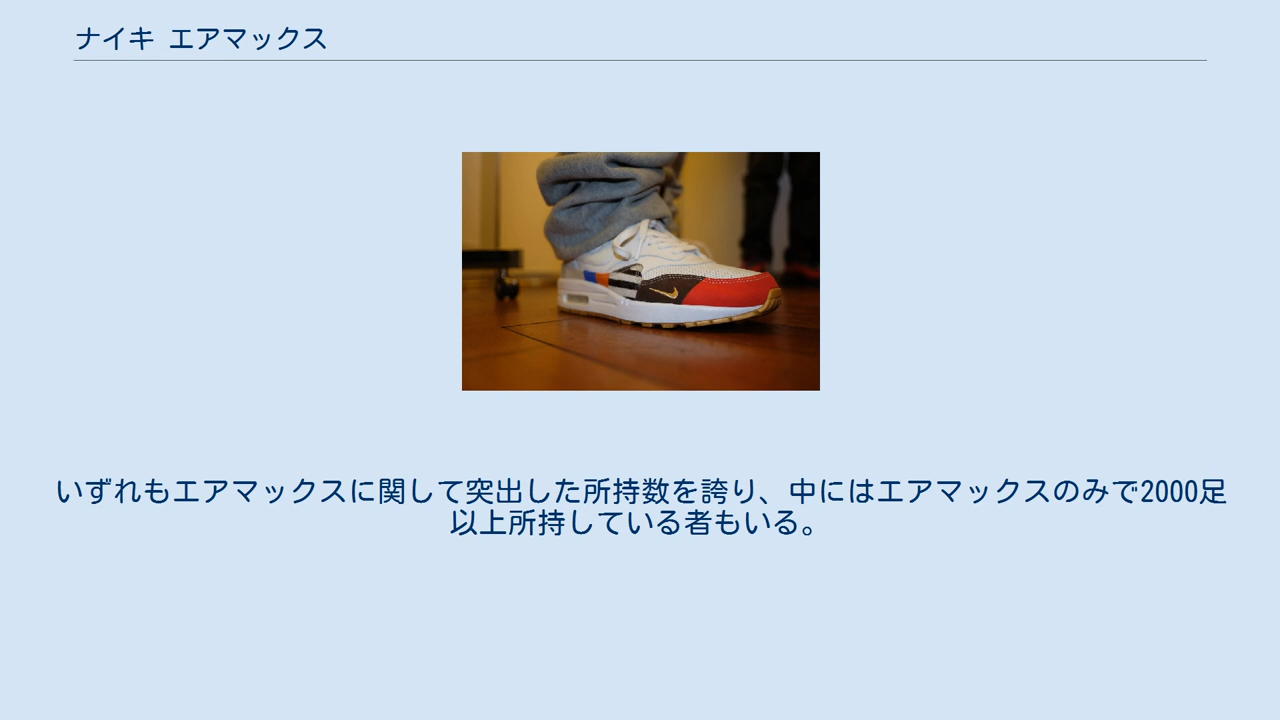 ナイキ エアマックス
いずれもエアマックスに関して突出した所持数を誇り、中にはエアマックスのみで2000足
以上所持している者もいる。